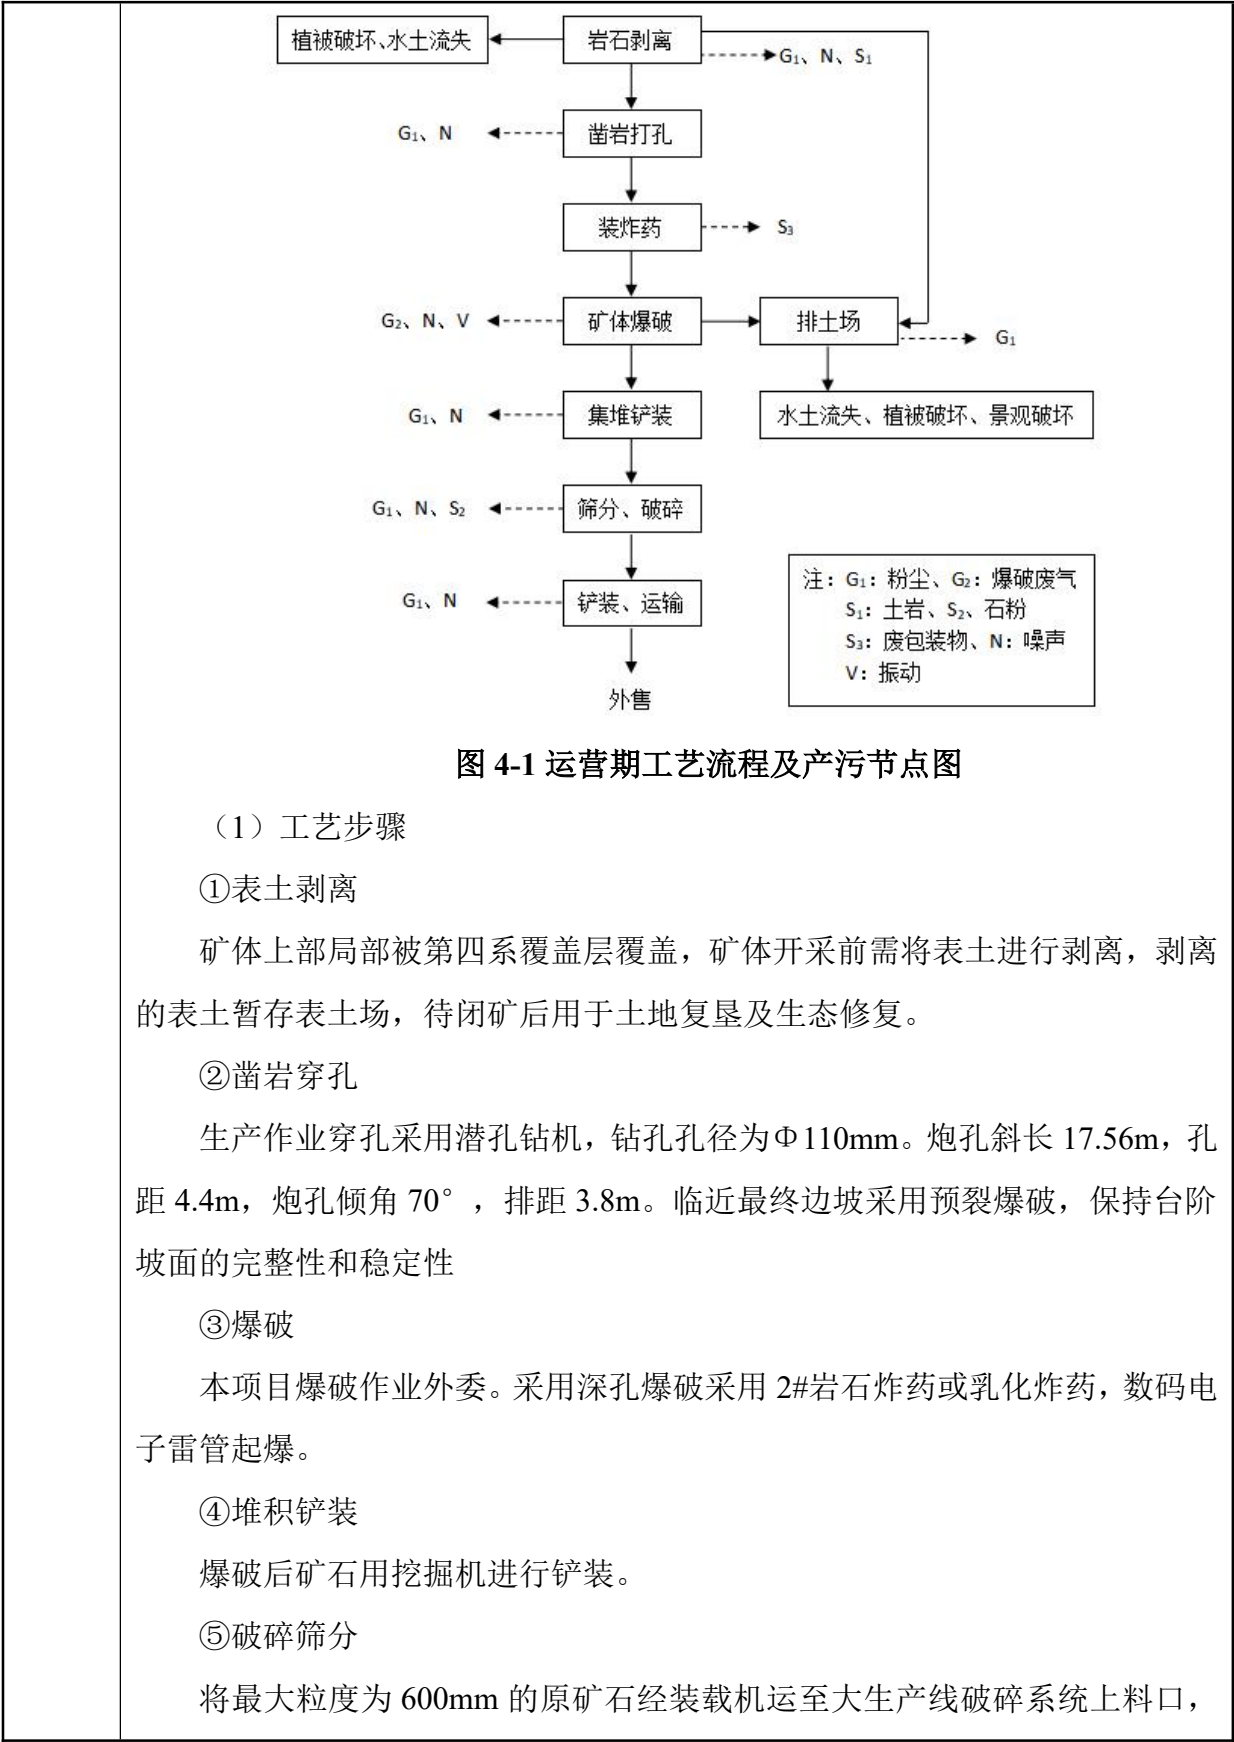 植被破坏、水土流失
岩石剥离
G₁、N、S₁
G₁、N
凿岩打孔
装炸药
S₃
G₂、N、V
矿体爆破
排土场
G₁
G₁、N
集堆铲装
水土流失、植被破坏、景观破坏
G₁、N、S₂
筛分、破碎
G₁、N
铲装、运输
外售
注：G₁：粉尘、G₂：爆破废气
S₁：土岩、S₂、石粉
S₃：废包装物、N：噪声
V：振动
图 4-1 运营期工艺流程及产污节点图
（1）工艺步骤
①表土剥离
矿体上部局部被第四系覆盖层覆盖，矿体开采前需将表土进行剥离，剥离
的表土暂存表土场，待闭矿后用于土地复垦及生态修复。
②凿岩穿孔
生产作业穿孔采用潜孔钻机，钻孔孔径为Φ110mm。炮孔斜长 17.56m，孔
距 4.4m，炮孔倾角 70°，排距 3.8m。临近最终边坡采用预裂爆破，保持台阶
坡面的完整性和稳定性
③爆破
本项目爆破作业外委。采用深孔爆破采用 2#岩石炸药或乳化炸药，数码电
子雷管起爆。
④堆积铲装
爆破后矿石用挖掘机进行铲装。
⑤破碎筛分
将最大粒度为 600mm 的原矿石经装载机运至大生产线破碎系统上料口，